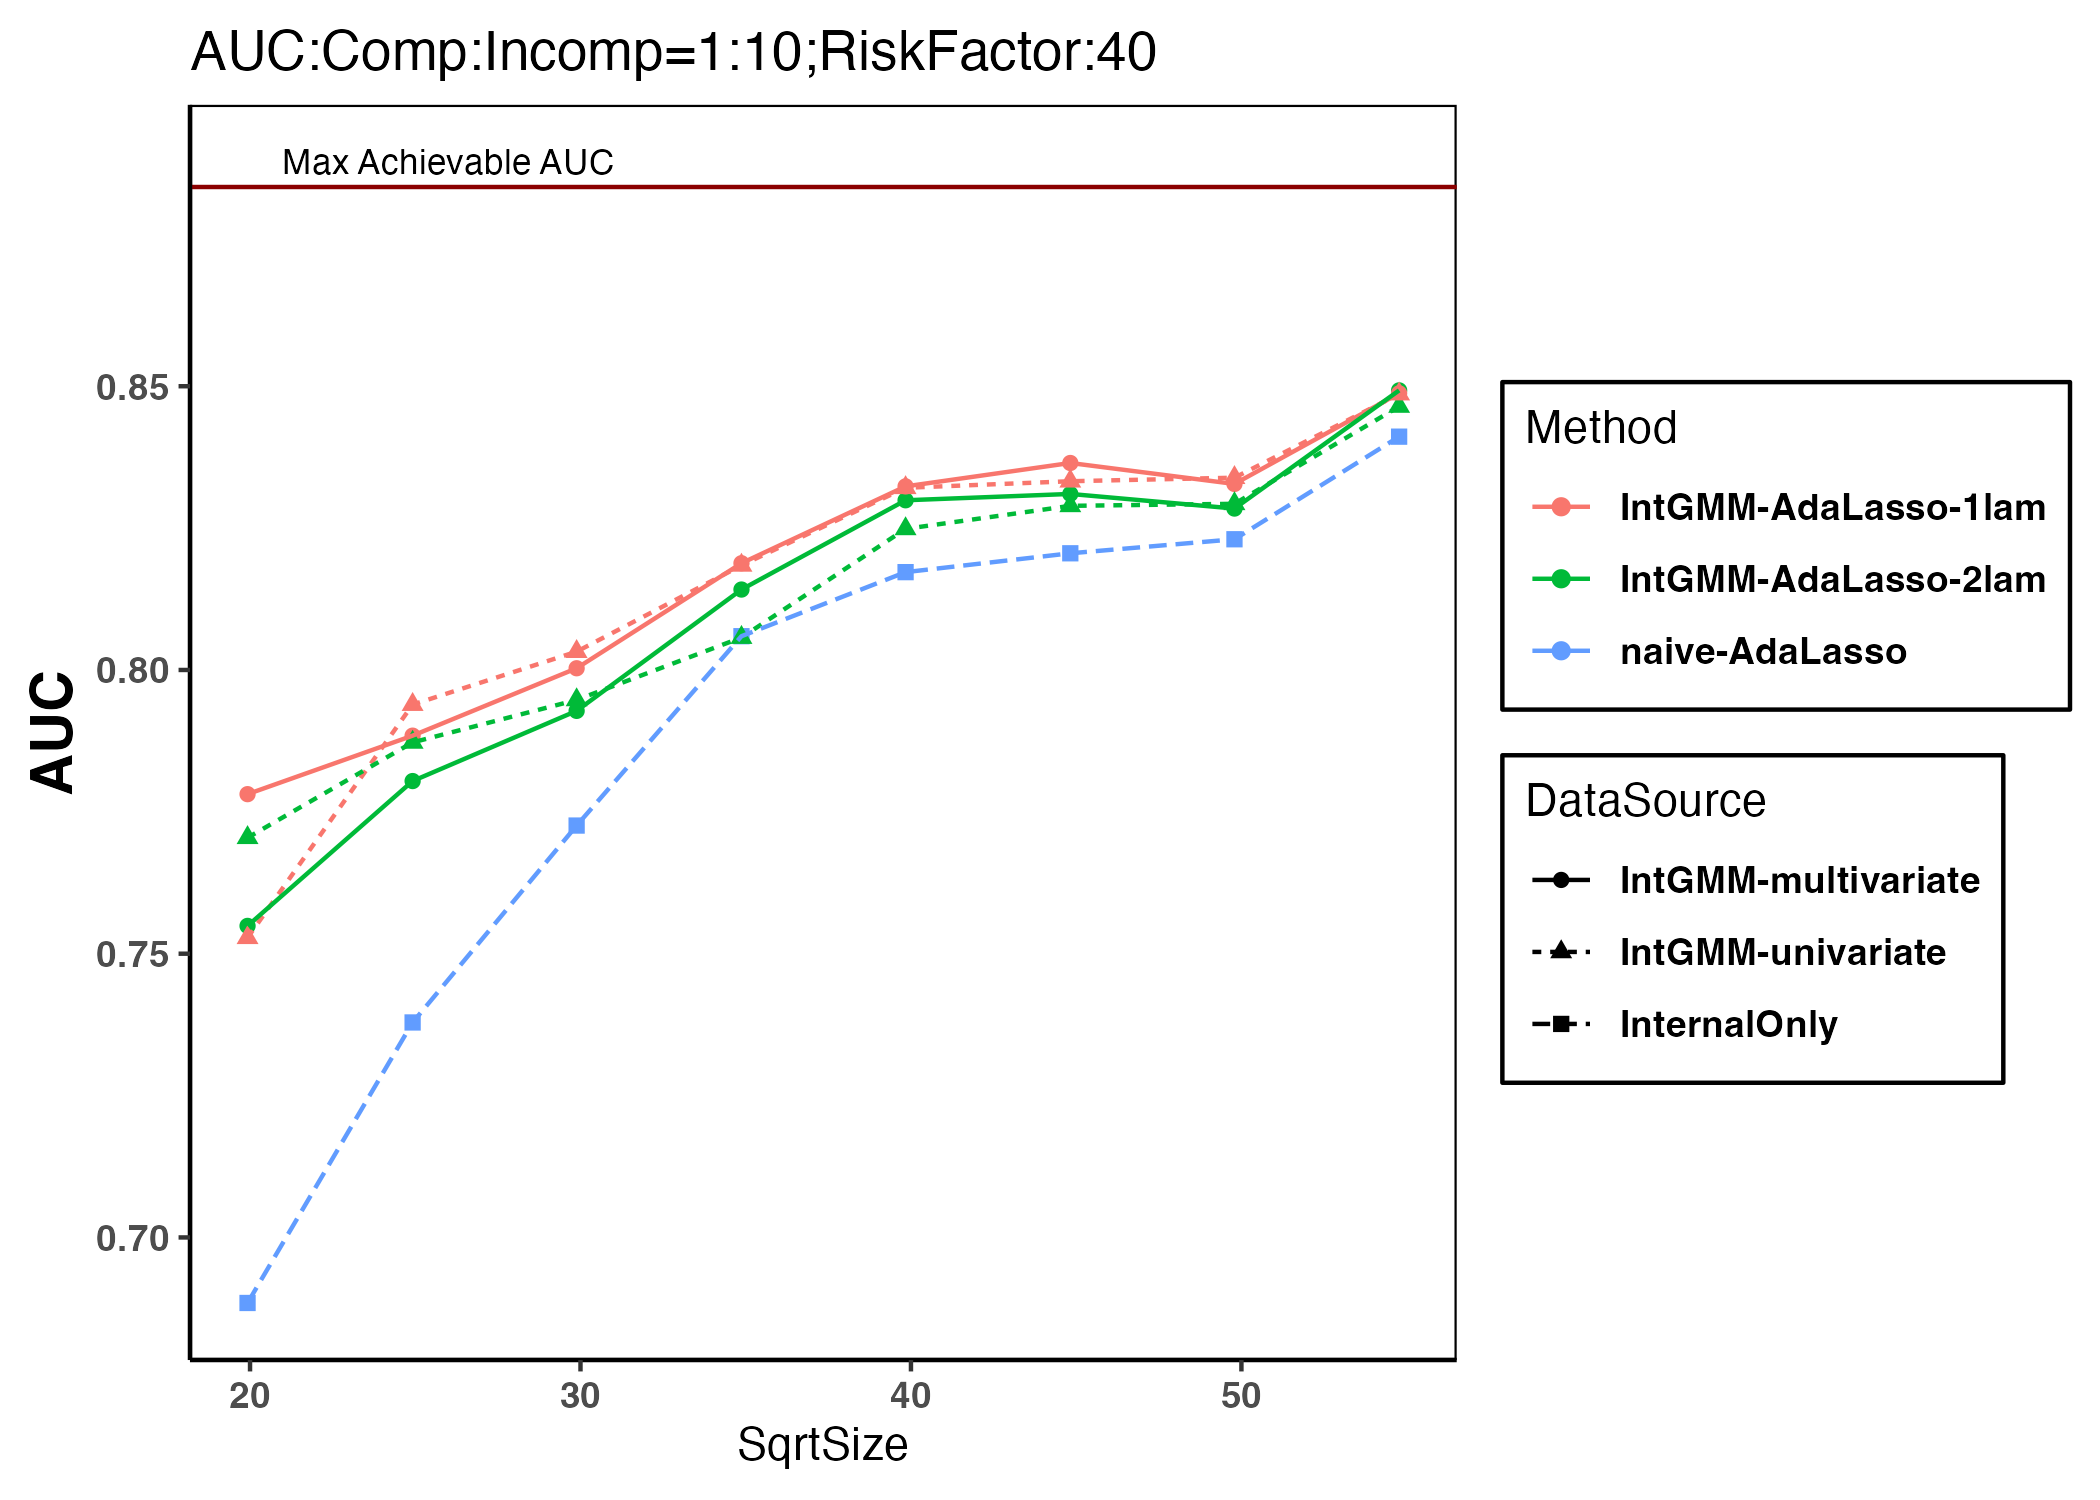 AUC:Comp:Incomp=1:10;RiskFactor:40
Max Achievable AUC
0.85
0.80
0.75
0.70
AUC
20 30 40 50
SqrtSize
Method
IntGMM-AdaLasso-1lam
IntGMM-AdaLasso-2lam
naive-AdaLasso
DataSource
IntGMM-multivariate
IntGMM-univariate
InternalOnly